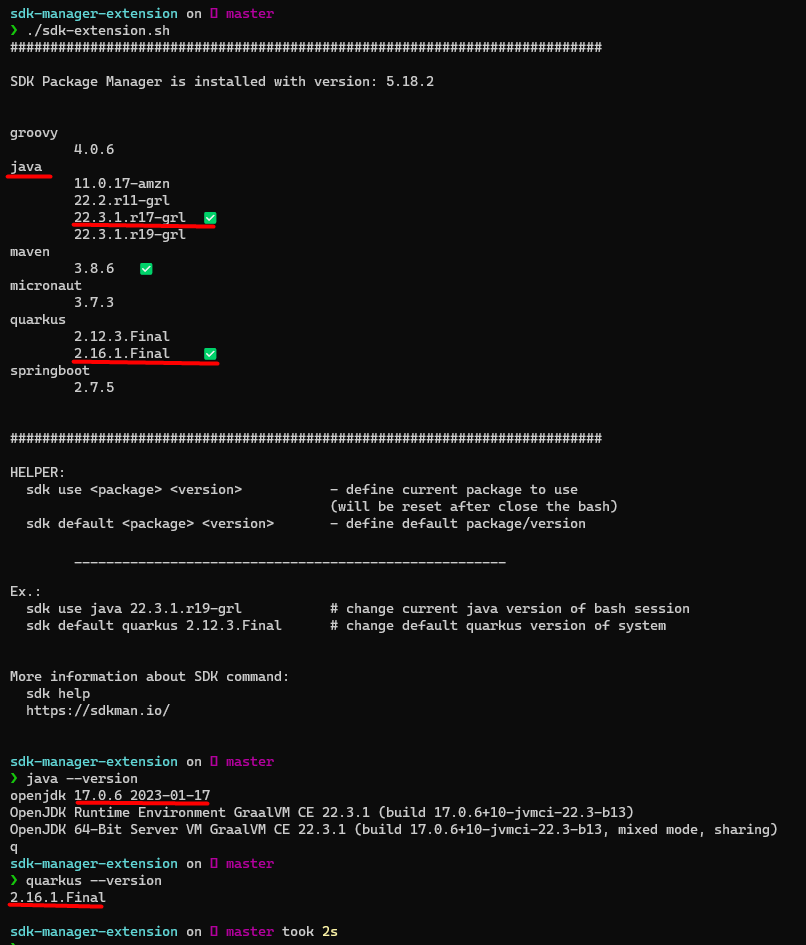 sdk-manager-extension on master
❯ ./sdk-extension.sh
##########################################################################
SDK Package Manager is installed with version: 5.18.2
groovy
4.0.6
java
11.0.17-amzn
22.2.r11-grl
22.3.1.r17-grl ✅
22.3.1.r19-grl
maven
3.8.6 ✅
micronaut
3.7.3
quarkus
2.12.3.Final
2.16.1.Final ✅
springboot
2.7.5
##########################################################################
HELPER:
sdk use <package> <version> - define current package to use
(will be reset after close the bash)
sdk default <package> <version> - define default package/version
______________________________________________________
Ex.:
sdk use java 22.3.1.r19-grl # change current java version of bash session
sdk default quarkus 2.12.3.Final # change default quarkus version of system
More information about SDK command:
sdk help
https://sdkman.io/
sdk-manager-extension on master
❯ java --version
openjdk 17.0.6 2023-01-17
OpenJDK Runtime Environment GraalVM CE 22.3.1 (build 17.0.6+10-jvmci-22.3-b13)
OpenJDK 64-Bit Server VM GraalVM CE 22.3.1 (build 17.0.6+10-jvmci-22.3-b13, mixed mode, sharing)
q
sdk-manager-extension on master
❯ quarkus --version
2.16.1.Final
sdk-manager-extension on master took 2s